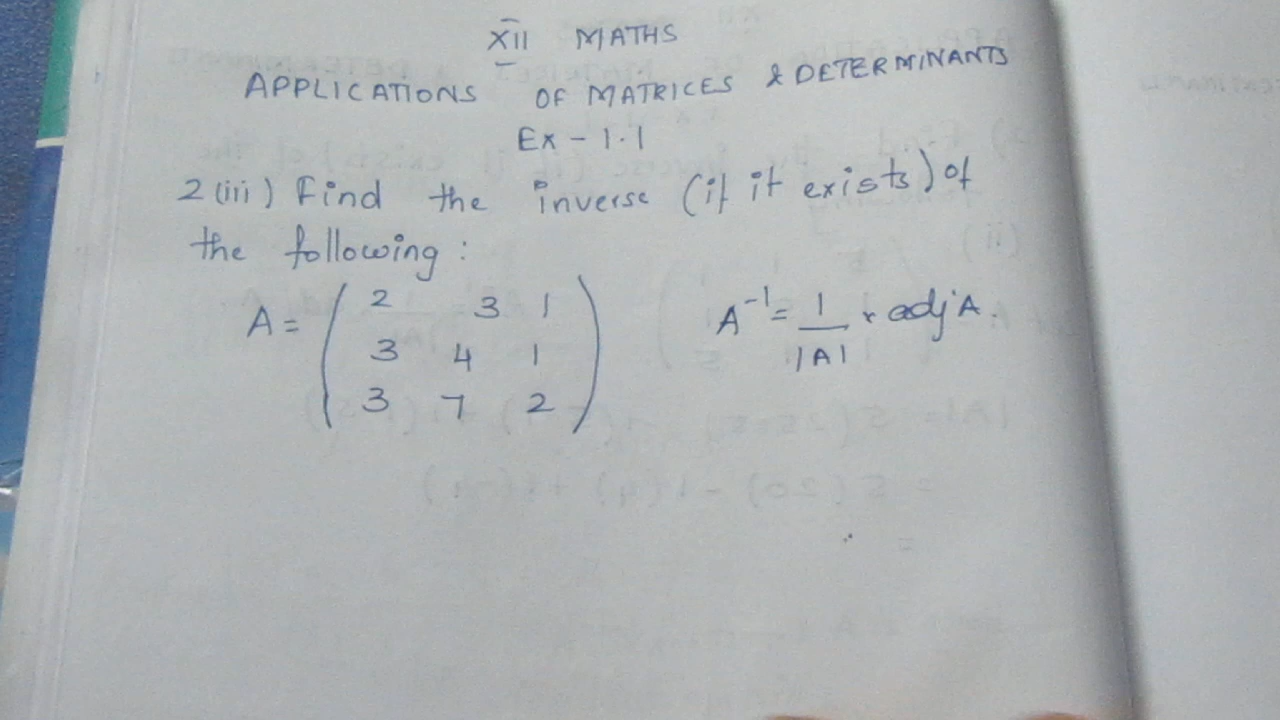 XII MATHS
APPLICATIONS OF MATRICES & DETERMINANTS
Ex - 1.1
2 (iii) Find the inverse (if it exists) of
the following :
A = ( 2 3 1
3 4 1
3 7 2 )
A⁻¹ = 1/|A| × adj A.